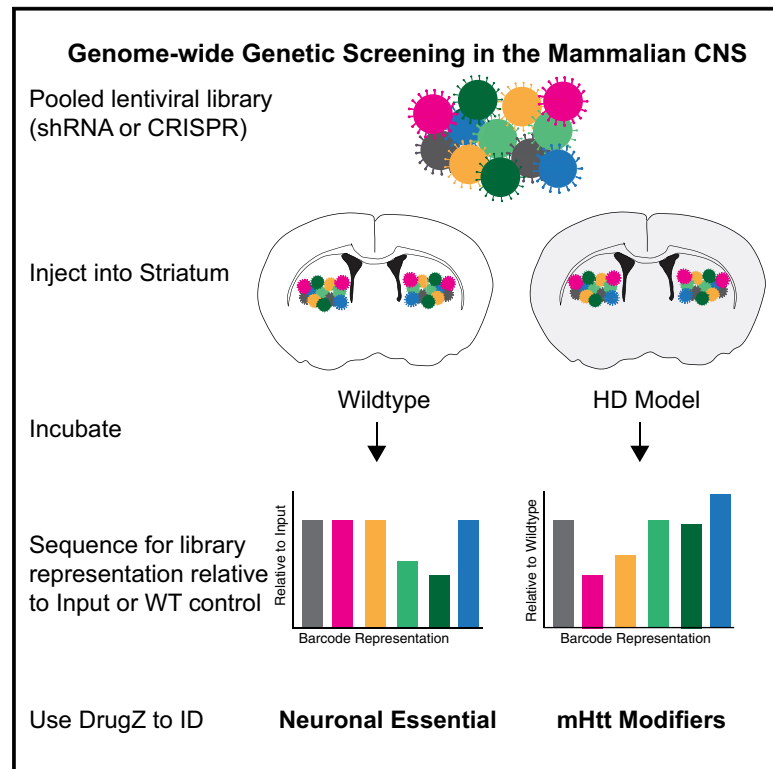 Genome-wide Genetic Screening in the Mammalian CNS
Pooled lentiviral library
(shRNA or CRISPR)
Inject into Striatum
Wildtype
HD Model
Incubate
Sequence for library
representation relative
to Input or WT control
Relative to Input
Barcode Representation
Relative to Wildtype
Barcode Representation
Use DrugZ to ID
Neuronal Essential
mHtt Modifiers